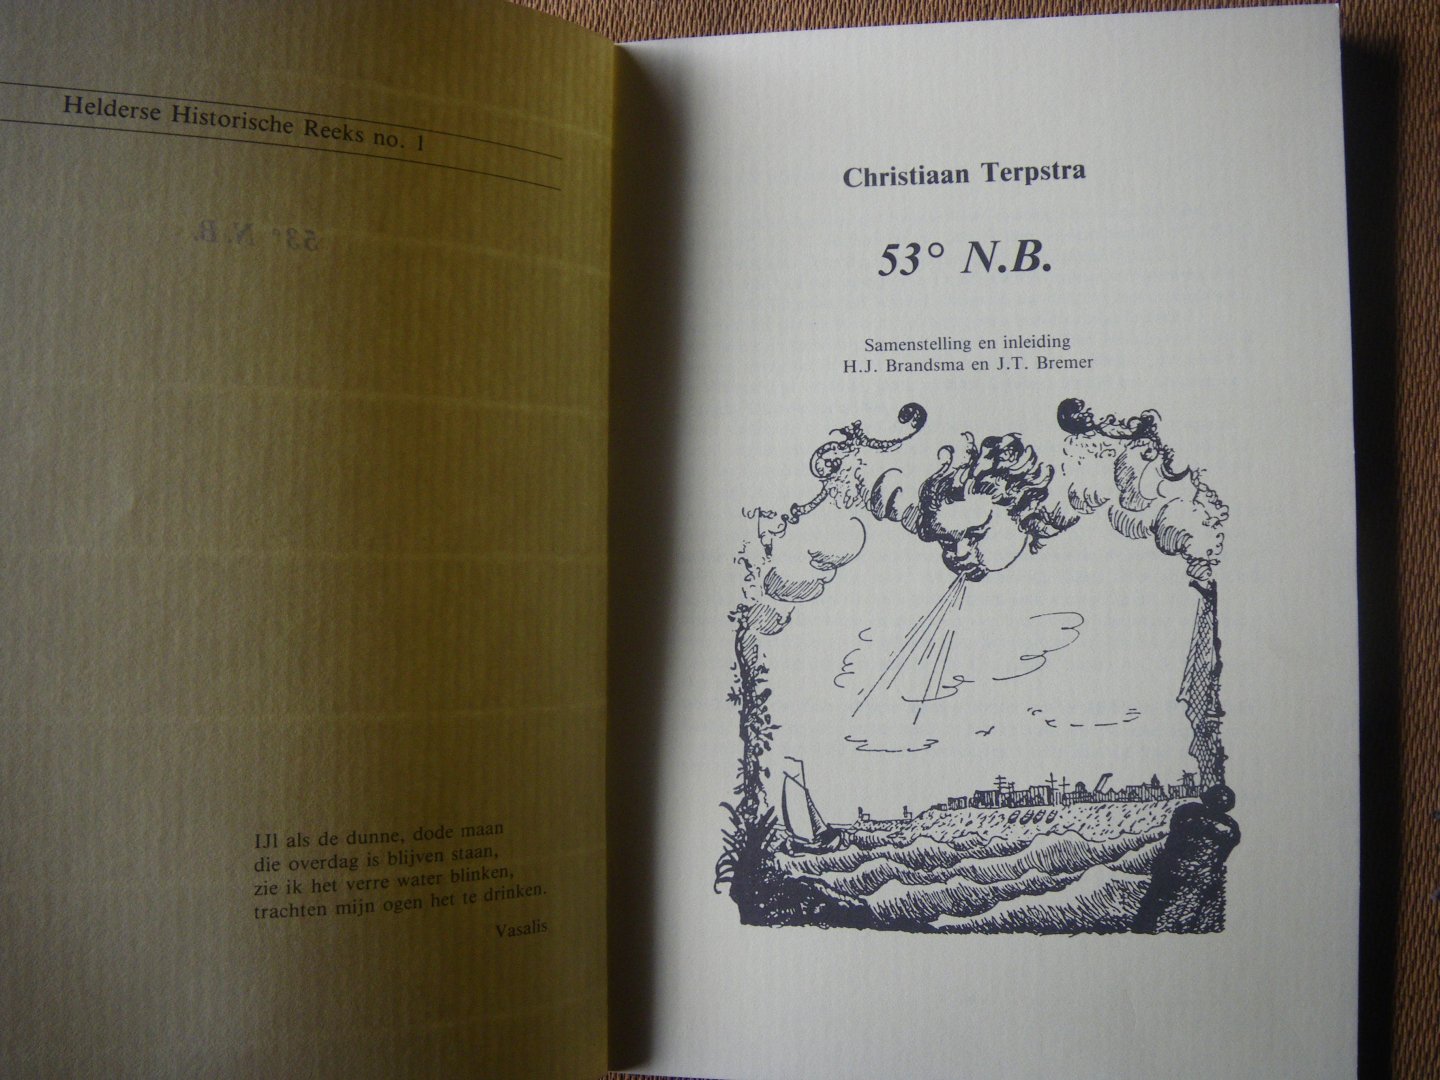 Helderse Historische Reeks no. 1
53° N.B.
IJl als de dunne, dode maan
die overdag is blijven staan,
zie ik het verre water blinken,
trachten mijn ogen het te drinken.
Vasalis
Christiaan Terpstra
53° N.B.
Samenstelling en inleiding
H.J. Brandsma en J.T. Bremer